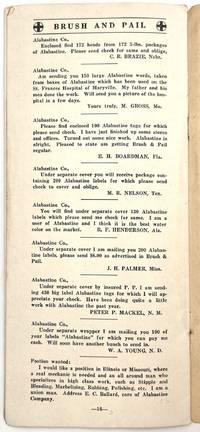 BRUSH AND PAIL
Alabastine Co.,
Enclosed find 172 heads from 172 5-lbs. packages
of Alabastine. Please send check for same and oblige,
C. R. BRAZIE, Nebr.
Alabastine Co.,
Am sending you 150 large Alabastine words, taken
from boxes of Alabastine which has been used on the
St. Frances Hospital of Maryville. My father and his
men done the work. Will send you a picture of the hos-
pital in a few days.
Yours truly, M. GROSS, Mo.
Alabastine Co.,
Please find enclosed 100 Alabastine tags for which
please send check. I have just finished up some stores
and offices. Turned out some nice work. Alabastine is
alright. Pleased to state am getting Brush & Pail
regular.
E. H. BOARDMAN, Fla.
Alabastine Co.,
Under separate cover you will receive package con-
taining 209 Alabastine labels for which please send
check to cover and oblige.
M. R. NELSON, Tex.
Alabastine Co.,
You will find under separate cover 120 Alabastine
labels which please send me check for same. I am a
user of Alabastine and I think it is the best water
color on the market.
R. F. HENDERSON, Ala.
Alabastine Co.,
Under separate cover I am mailing you 200 Alabas-
tine labels, please send $8.00 as advertised in Brush &
Pail.
J. H. PALMER, Minn.
Alabastine Co.,
Under separate cover by insured P. P. I am send-
ing 430 big label Alabastine tags for which I will ap-
preciate your check. Have been doing quite a little
work with Alabastine the past year.
PETER P. MACKEL, N. M.
Alabastine Co.,
Under separate wrapper I am mailing you 100 of
your labels "Alabastine" for which you can pay me
cash. Will soon have another bunch to send in.
W. A. YOUNG, N. D.
Position wanted:
I would like a position in Illinois or Missouri, where
a real mechanic is needed and an all around man who
specializes in high class work, such as Stipple and
Blending, Marbelizing, Rubbing, Polishing, etc. I am a
union man. Address E. C. Ballard, care of Alabastine
Company.
—16—